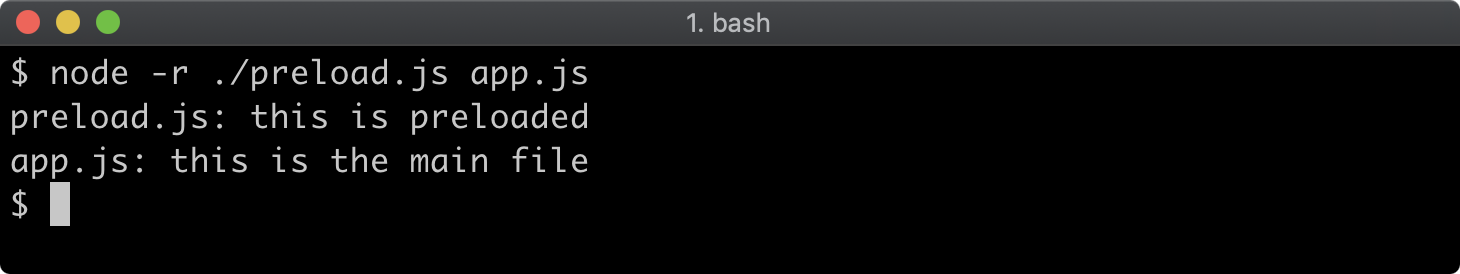 1. bash
$ node -r ./preload.js app.js
preload.js: this is preloaded
app.js: this is the main file
$